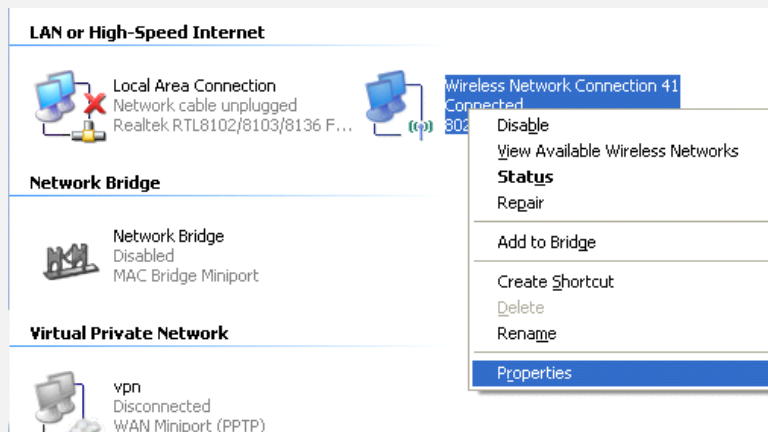 LAN or High-Speed Internet
Local Area Connection
Network cable unplugged
Realtek RTL8102/8103/8136 F...
Wireless Network Connection 41
Connected
802
Disable
View Available Wireless Networks
Status
Repair
Add to Bridge
Create Shortcut
Delete
Rename
Properties
Network Bridge
Network Bridge
Disabled
MAC Bridge Miniport
Virtual Private Network
vpn
Disconnected
WAN Miniport (PPTP)